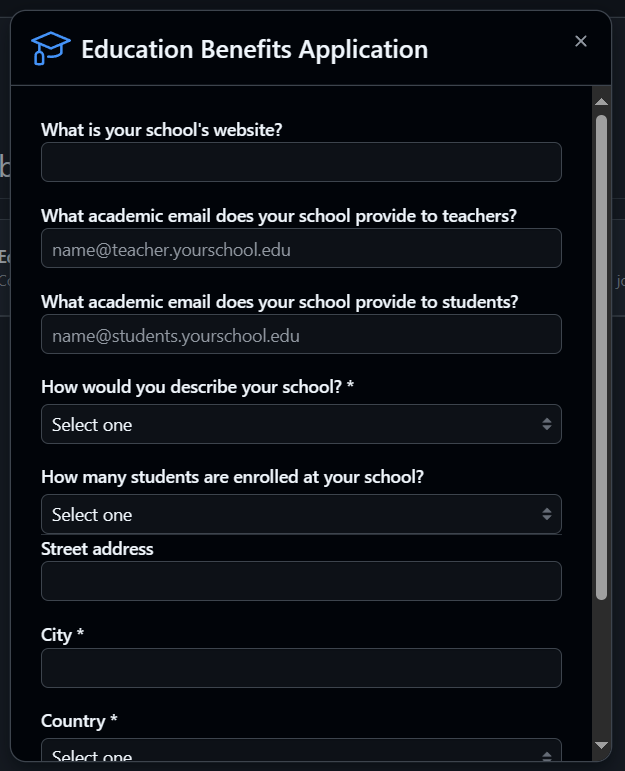 Education Benefits Application
What is your school's website?
What academic email does your school provide to teachers?
name@teacher.yourschool.edu
What academic email does your school provide to students?
name@students.yourschool.edu
How would you describe your school? *
Select one
How many students are enrolled at your school?
Select one
Street address
City *
Country *
Select one